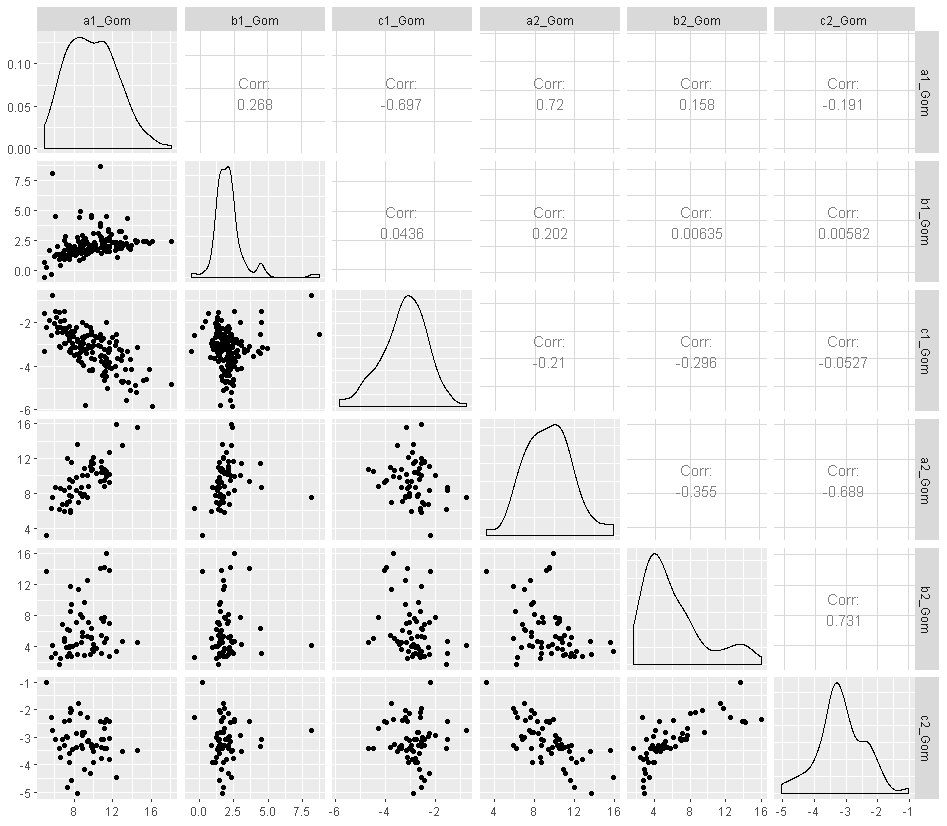 a1_Gom b1_Gom c1_Gom a2_Gom b2_Gom c2_Gom
0.10
0.05
0.00
Corr:
0.268
Corr:
-0.697
Corr:
0.72
Corr:
0.158
Corr:
-0.191
a1_Gom
7.5
5.0
2.5
0.0
Corr:
0.0436
Corr:
0.202
Corr:
0.00635
Corr:
0.00582
b1_Gom
-2
-4
-6
Corr:
-0.21
Corr:
-0.296
Corr:
-0.0527
c1_Gom
16
12
8
4
Corr:
-0.355
Corr:
-0.689
a2_Gom
16
12
8
4
Corr:
0.731
b2_Gom
-1
-2
-3
-4
-5
c2_Gom
8 12 16 0.0 2.5 5.0 7.5 -6 -4 -2 4 8 12 16 4 8 12 16 -5 -4 -3 -2 -1